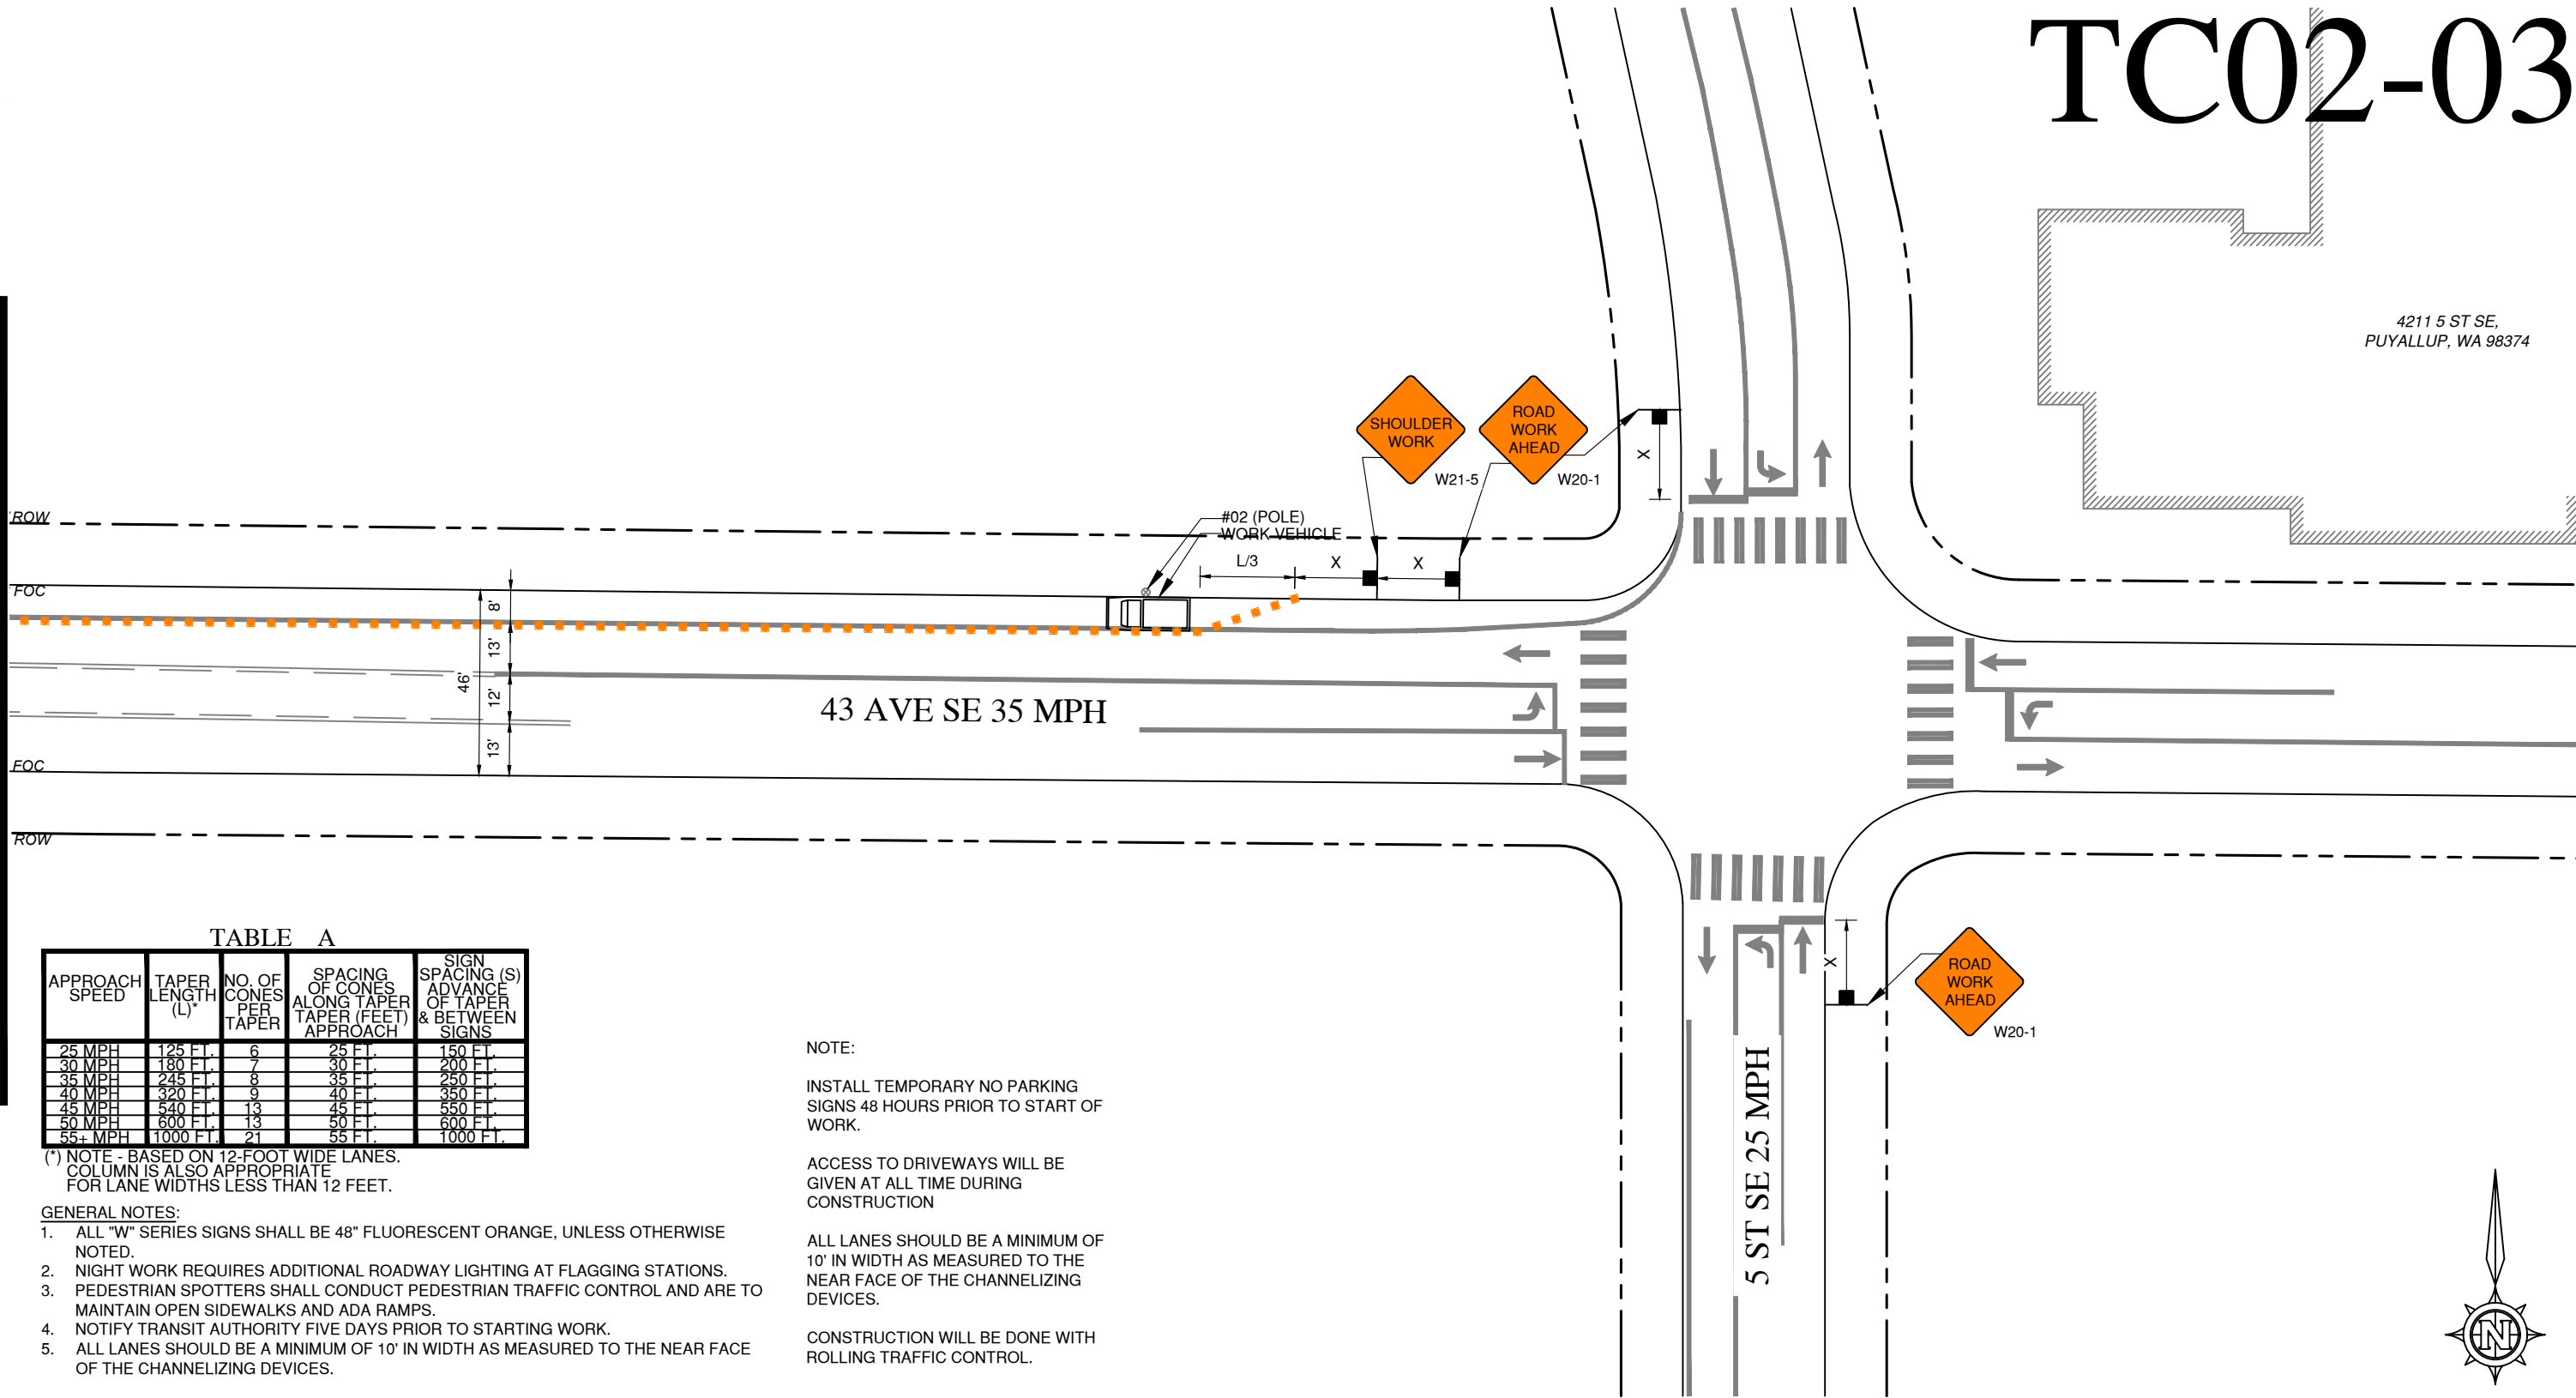 TC02-03
4211 5 ST SE,
PUYALLUP, WA 98374
SHOULDER
WORK
W21-5
ROAD
WORK
AHEAD
W20-1
X
ROW
#02 (POLE)
WORK VEHICLE
L/3
X
X
FOC
8'
13'
46'
12'
13'
43 AVE SE 35 MPH
FOC
ROW
X
ROAD
WORK
AHEAD
W20-1
5 ST SE 25 MPH
TABLE A
APPROACH
SPEED
TAPER
LENGTH
(L)*
NO. OF
CONES
PER
TAPER
SPACING
OF CONES
ALONG TAPER
TAPER (FEET)
APPROACH
SIGN
SPACING (S)
ADVANCE
OF TAPER
& BETWEEN
SIGNS
25 MPH 125 FT. 6 25 FT. 150 FT.
30 MPH 180 FT. 7 30 FT. 200 FT.
35 MPH 245 FT. 8 35 FT. 250 FT.
40 MPH 320 FT. 9 40 FT. 350 FT.
45 MPH 540 FT. 13 45 FT. 550 FT.
50 MPH 600 FT. 13 50 FT. 600 FT.
55+ MPH 1000 FT. 21 55 FT. 1000 FT.
(*) NOTE - BASED ON 12-FOOT WIDE LANES.
COLUMN IS ALSO APPROPRIATE
FOR LANE WIDTHS LESS THAN 12 FEET.
GENERAL NOTES:
1. ALL "W" SERIES SIGNS SHALL BE 48" FLUORESCENT ORANGE, UNLESS OTHERWISE
NOTED.
2. NIGHT WORK REQUIRES ADDITIONAL ROADWAY LIGHTING AT FLAGGING STATIONS.
3. PEDESTRIAN SPOTTERS SHALL CONDUCT PEDESTRIAN TRAFFIC CONTROL AND ARE TO
MAINTAIN OPEN SIDEWALKS AND ADA RAMPS.
4. NOTIFY TRANSIT AUTHORITY FIVE DAYS PRIOR TO STARTING WORK.
5. ALL LANES SHOULD BE A MINIMUM OF 10' IN WIDTH AS MEASURED TO THE NEAR FACE
OF THE CHANNELIZING DEVICES.
NOTE:
INSTALL TEMPORARY NO PARKING
SIGNS 48 HOURS PRIOR TO START OF
WORK.
ACCESS TO DRIVEWAYS WILL BE
GIVEN AT ALL TIME DURING
CONSTRUCTION
ALL LANES SHOULD BE A MINIMUM OF
10' IN WIDTH AS MEASURED TO THE
NEAR FACE OF THE CHANNELIZING
DEVICES.
CONSTRUCTION WILL BE DONE WITH
ROLLING TRAFFIC CONTROL.
N